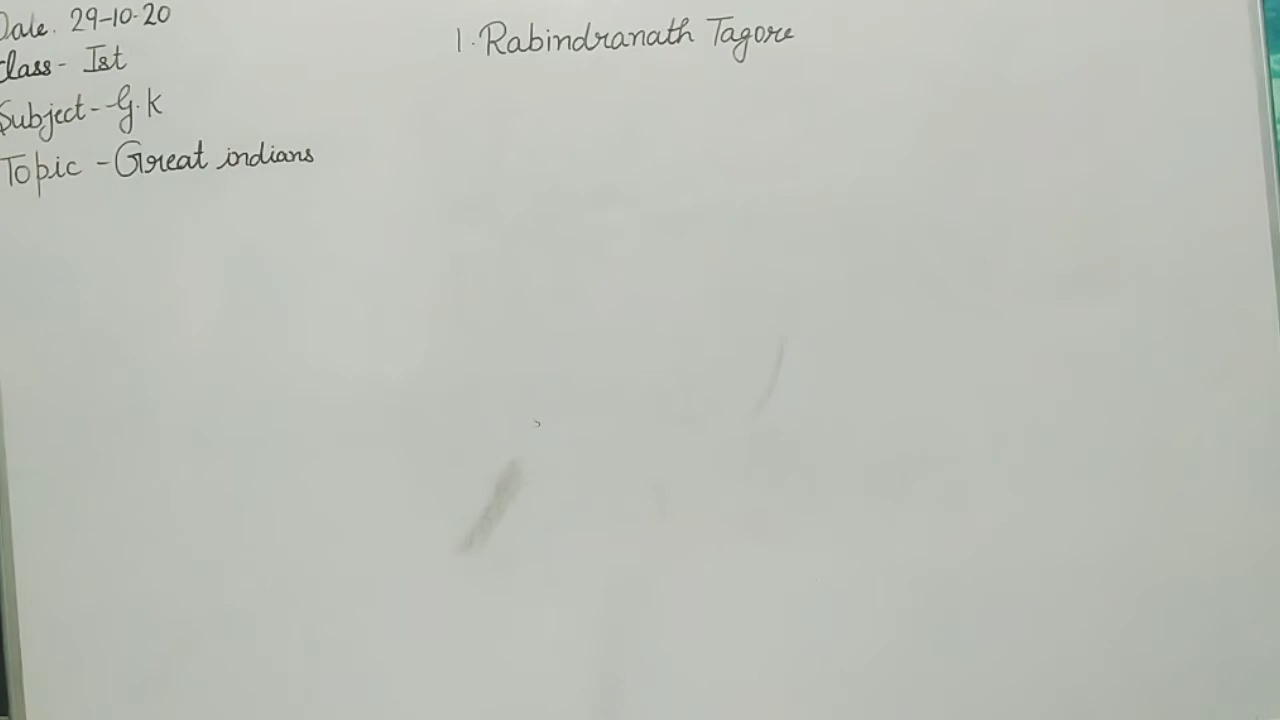 Date. 29-10-20
Class - Ist
Subject - G.K
Topic - Great indians
1. Rabindranath Tagore